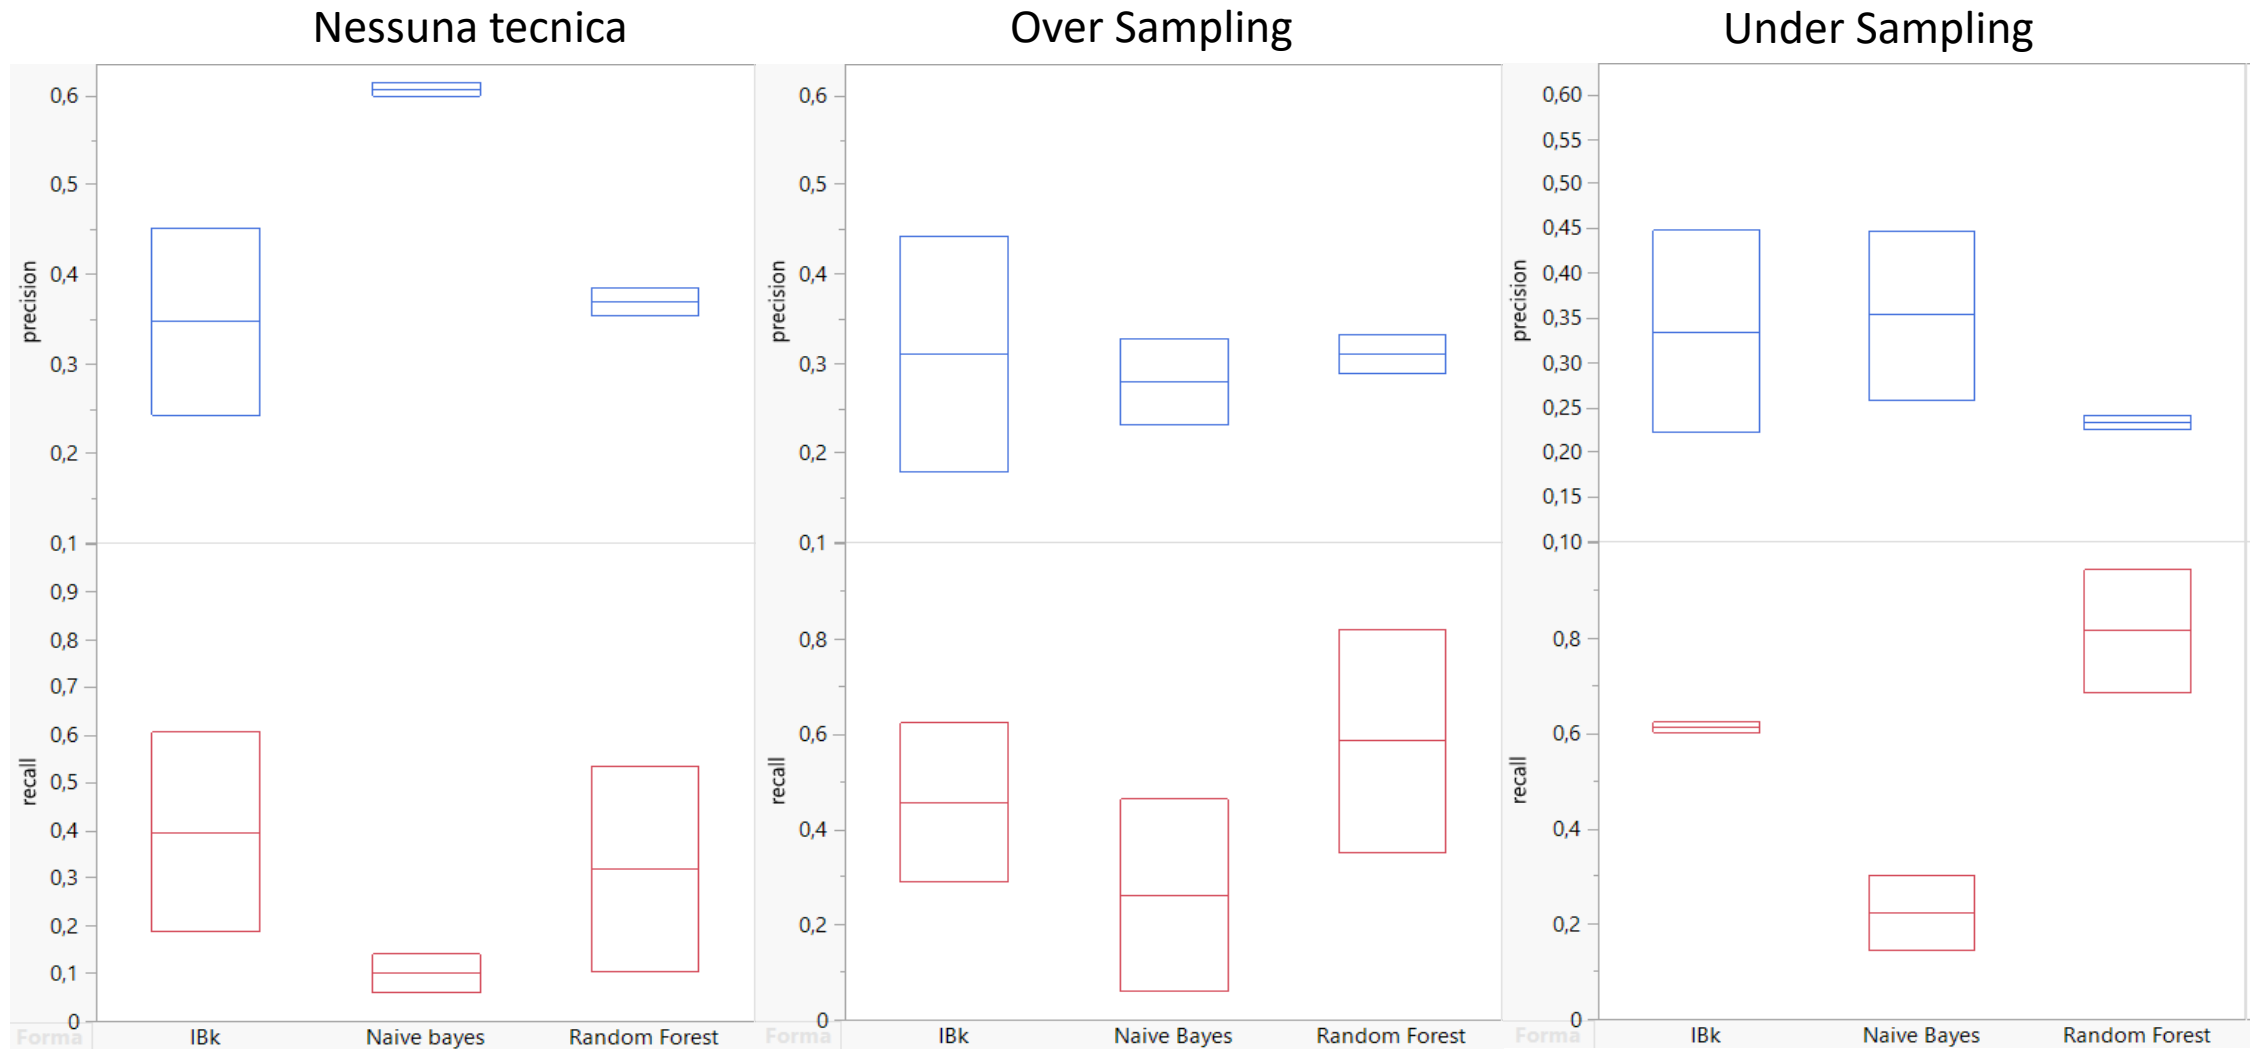 Nessuna tecnica
Over Sampling
Under Sampling
precision
0,6
0,5
0,4
0,3
0,2
0,1
recall
0,9
0,8
0,7
0,6
0,5
0,4
0,3
0,2
0,1
0
Forma
IBk
Naive bayes
Random Forest
precision
0,6
0,5
0,4
0,3
0,2
0,1
recall
0,8
0,6
0,4
0,2
0
Forma
IBk
Naive Bayes
Random Forest
precision
0,60
0,55
0,50
0,45
0,40
0,35
0,30
0,25
0,20
0,15
0,10
recall
0,8
0,6
0,4
0,2
0
Forma
IBk
Naive Bayes
Random Forest